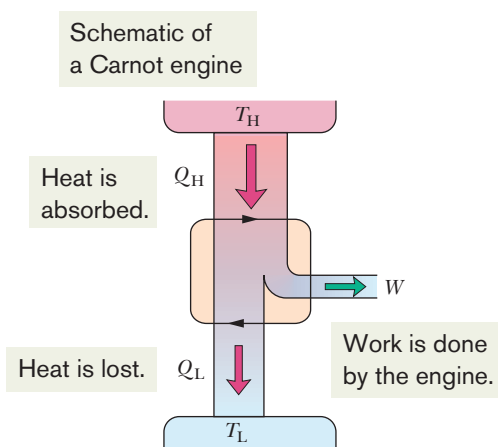 Schematic of
a Carnot engine
T_H
Heat is
absorbed.
Q_H
W
Heat is lost.
Q_L
Work is done
by the engine.
T_L